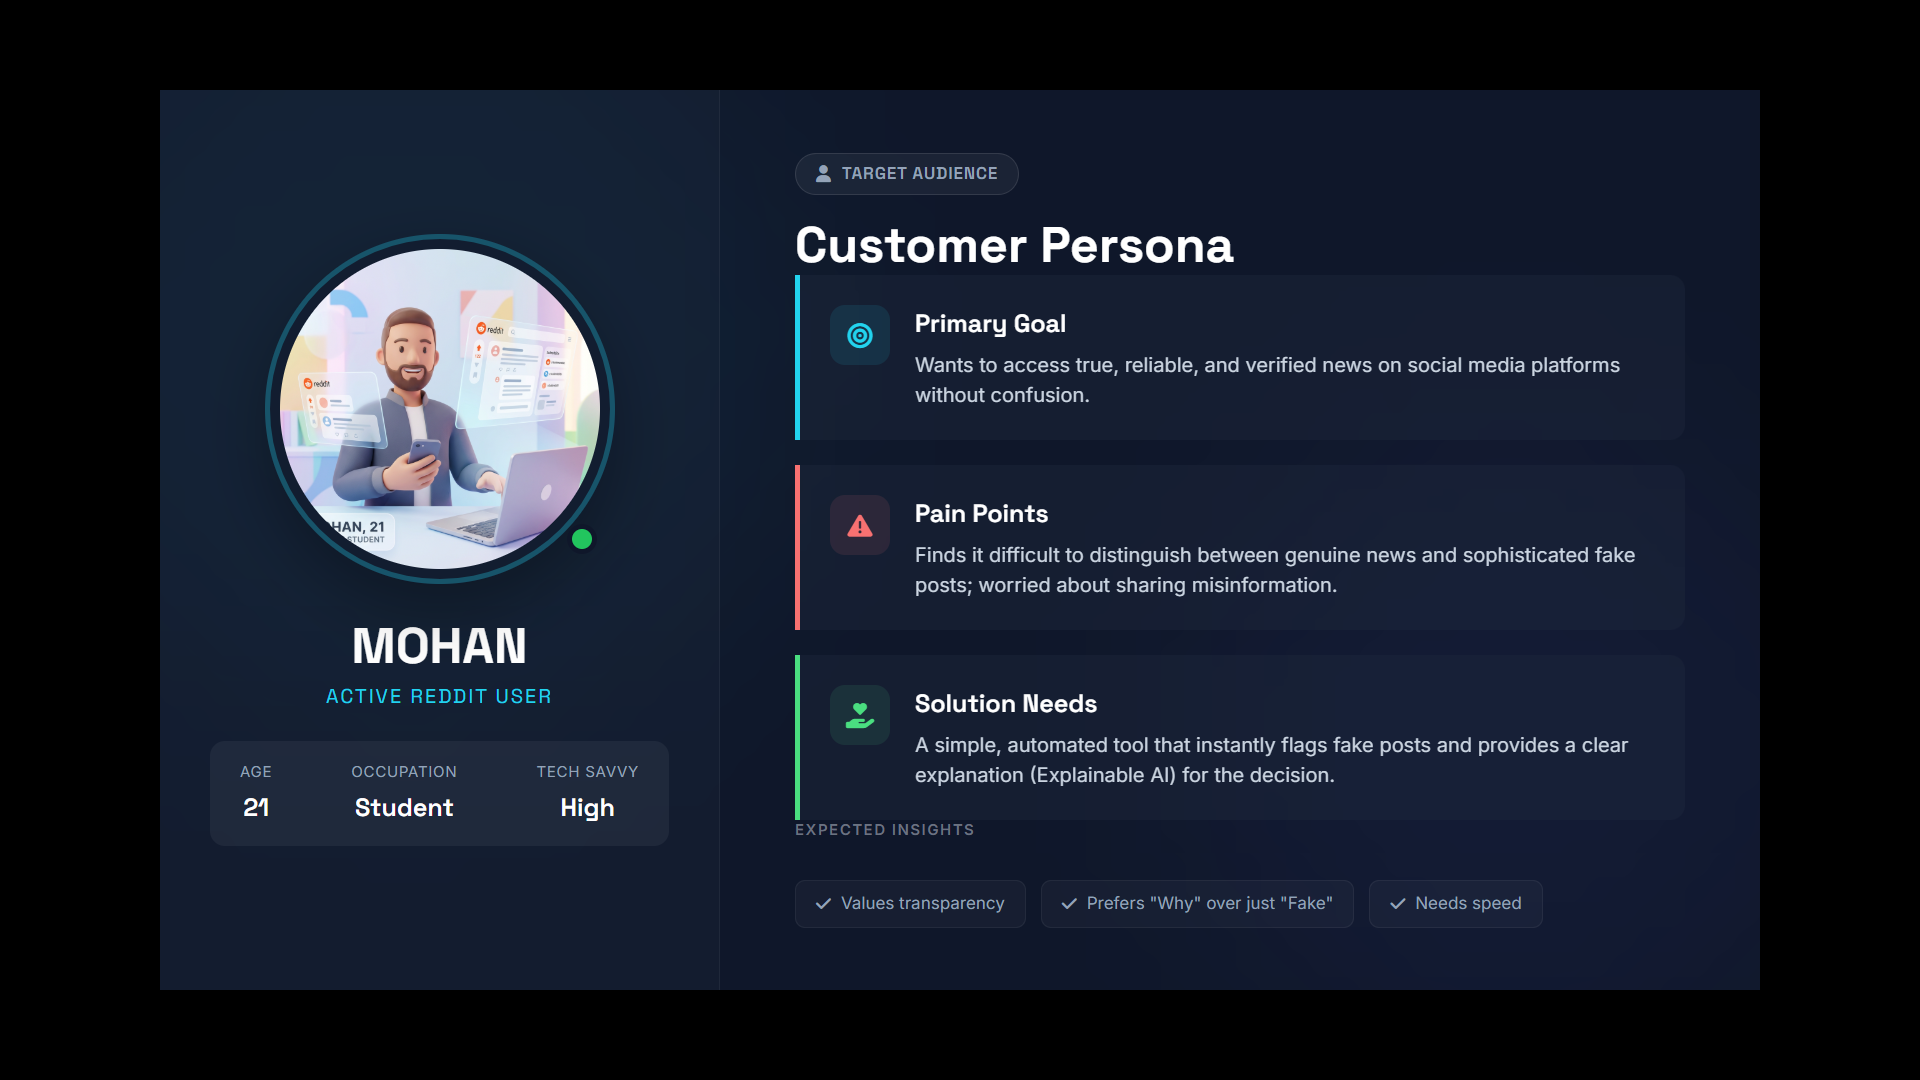 reddit
reddit
HAN, 21
STUDENT
MOHAN
ACTIVE REDDIT USER
AGE
21
OCCUPATION
Student
TECH SAVVY
High
TARGET AUDIENCE
Customer Persona
Primary Goal
Wants to access true, reliable, and verified news on social media platforms
without confusion.
Pain Points
Finds it difficult to distinguish between genuine news and sophisticated fake
posts; worried about sharing misinformation.
Solution Needs
A simple, automated tool that instantly flags fake posts and provides a clear
explanation (Explainable AI) for the decision.
EXPECTED INSIGHTS
Values transparency
Prefers "Why" over just "Fake"
Needs speed